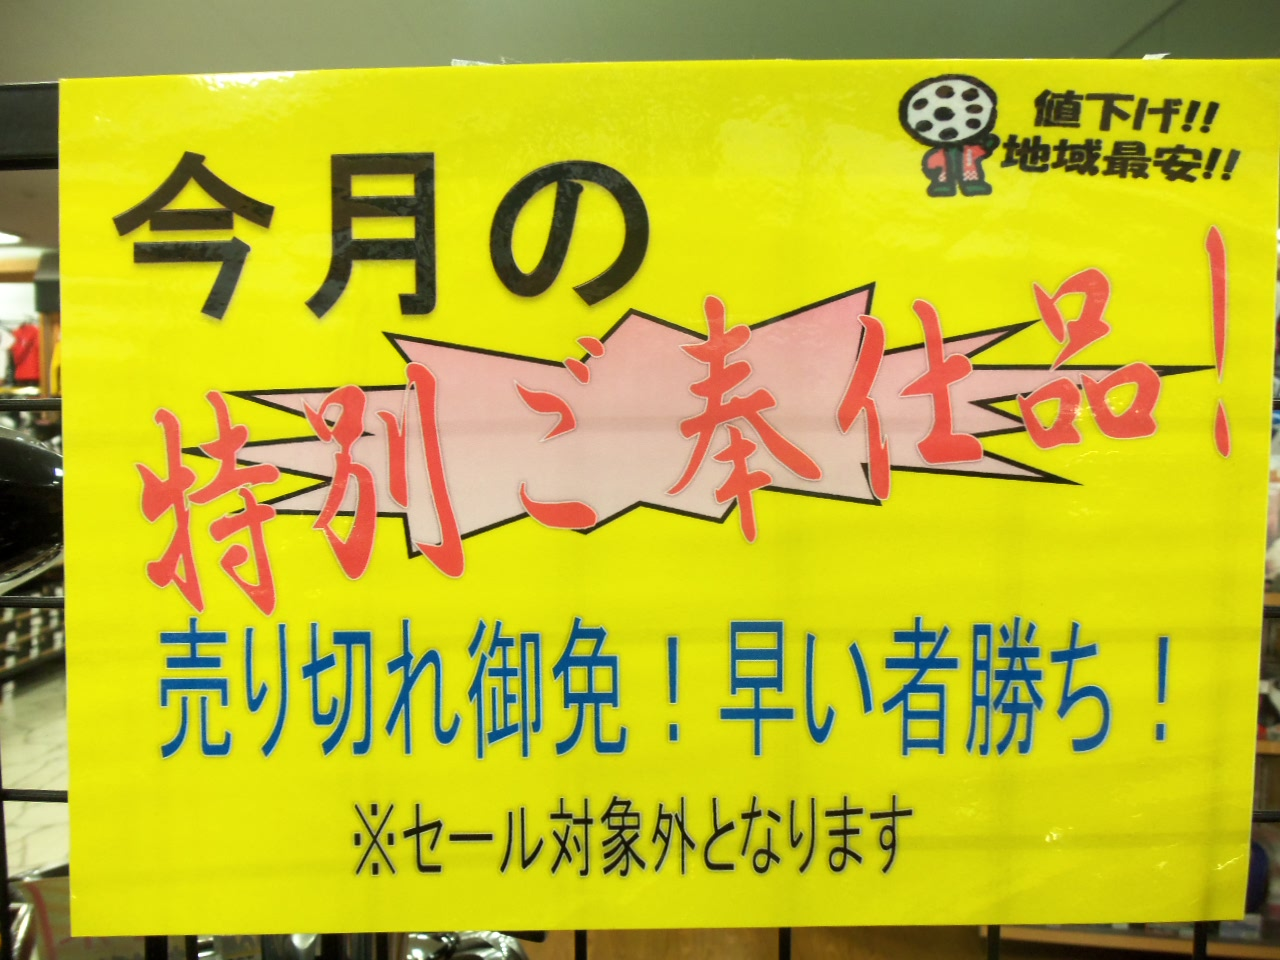 値下げ!!
地域最安!!
今月の
特別ご奉仕品！
売り切れ御免！早い者勝ち！
※セール対象外となります